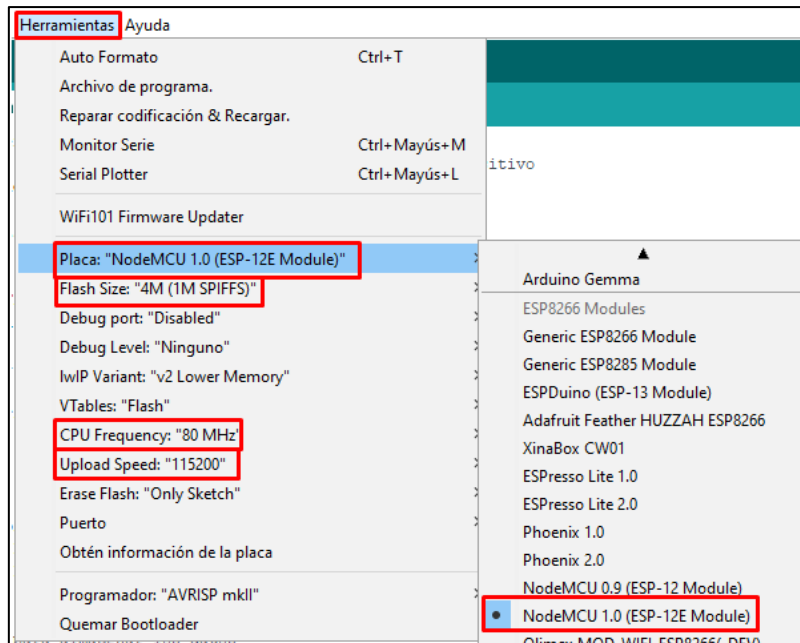 Herramientas Ayuda
Auto Formato Ctrl+T
Archivo de programa.
Reparar codificación & Recargar.
Monitor Serie Ctrl+Mayús+M
Serial Plotter Ctrl+Mayús+L
itivo
WiFi101 Firmware Updater
Placa: "NodeMCU 1.0 (ESP-12E Module)"
Flash Size: "4M (1M SPIFFS)"
Debug port: "Disabled"
Debug Level: "Ninguno"
IwIP Variant: "v2 Lower Memory"
VTables: "Flash"
CPU Frequency: "80 MHz"
Upload Speed: "115200"
Erase Flash: "Only Sketch"
Puerto
Obtén información de la placa
Programador: "AVRISP mkII"
Quemar Bootloader
Arduino Gemma
ESP8266 Modules
Generic ESP8266 Module
Generic ESP8285 Module
ESPDuino (ESP-13 Module)
Adafruit Feather HUZZAH ESP8266
XinaBox CW01
ESPresso Lite 1.0
ESPresso Lite 2.0
Phoenix 1.0
Phoenix 2.0
NodeMCU 0.9 (ESP-12 Module)
NodeMCU 1.0 (ESP-12E Module)
Olimex MOD-WIFI-ESP8266(-DEV)